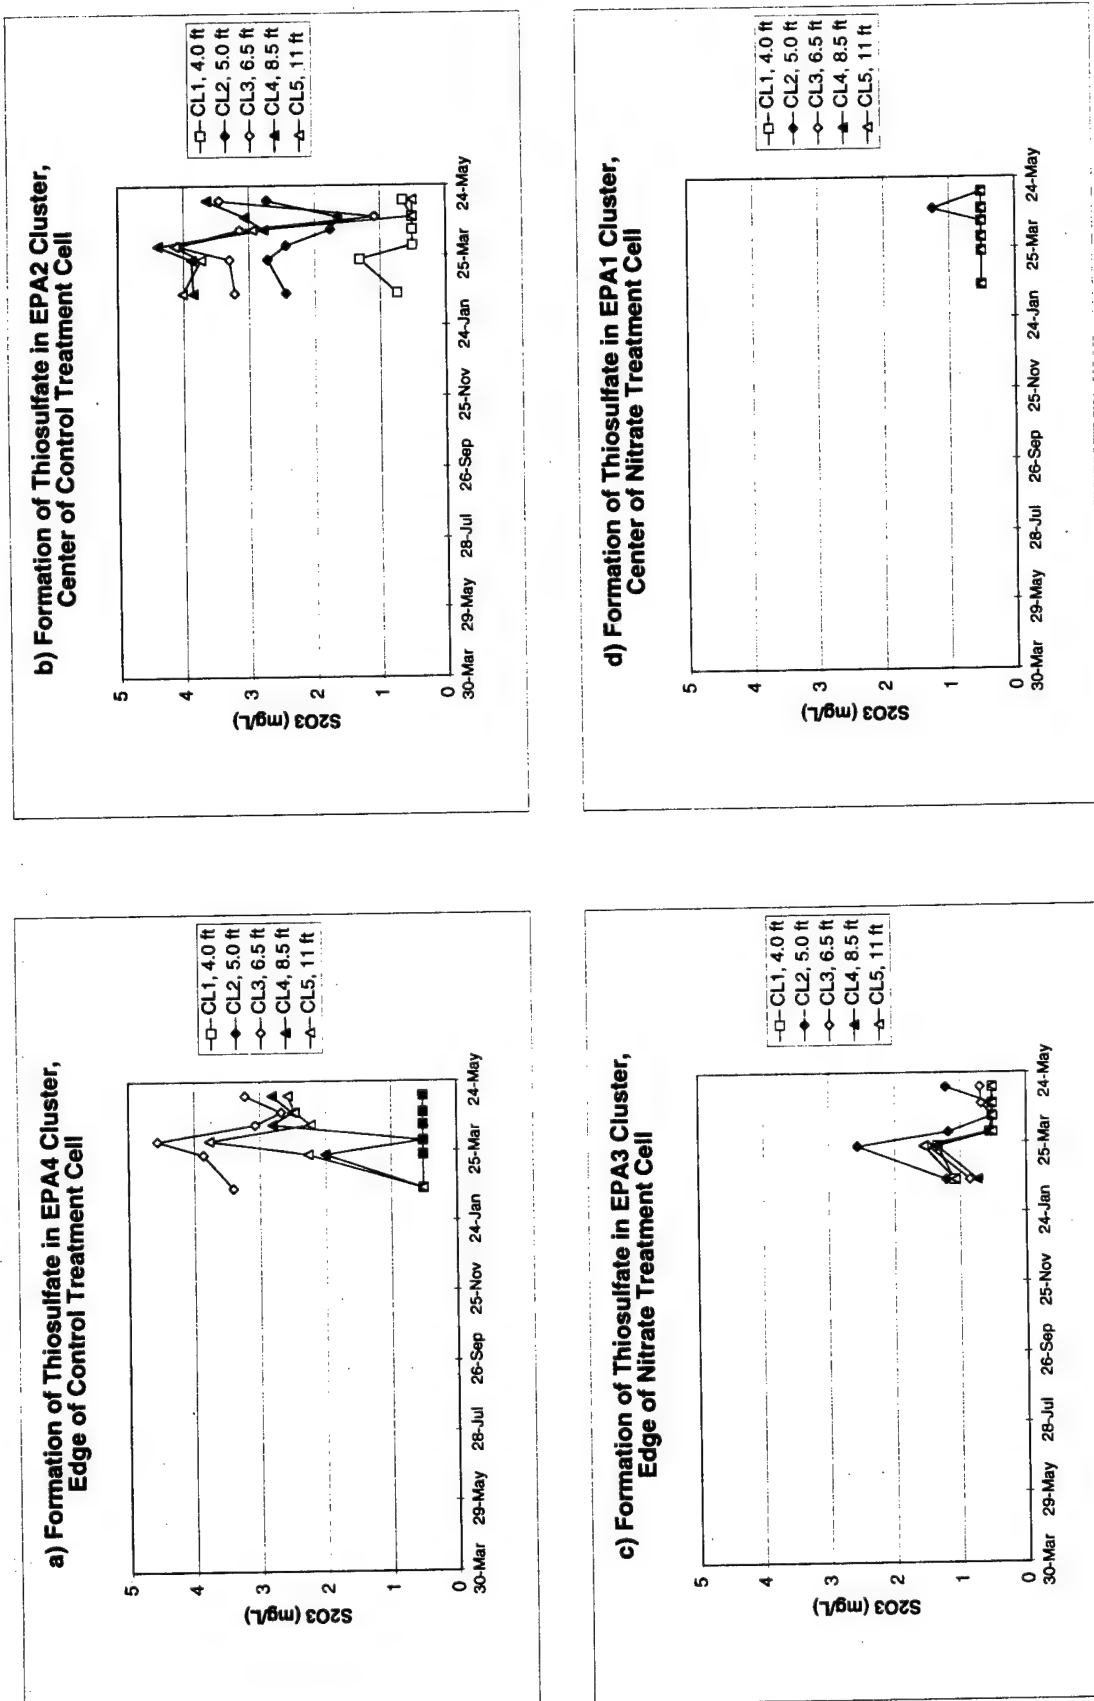 a) Formation of Thiosulfate in EPA4 Cluster,
Edge of Control Treatment Cell
5
4
3
2
1
0
S2O3 (mg/L)
30-Mar 29-May 28-Jul 26-Sep 25-Nov 24-Jan 25-Mar 24-May
CL1, 4.0 ft
CL2, 5.0 ft
CL3, 6.5 ft
CL4, 8.5 ft
CL5, 11 ft
b) Formation of Thiosulfate in EPA2 Cluster,
Center of Control Treatment Cell
5
4
3
2
1
0
S2O3 (mg/L)
30-Mar 29-May 28-Jul 26-Sep 25-Nov 24-Jan 25-Mar 24-May
CL1, 4.0 ft
CL2, 5.0 ft
CL3, 6.5 ft
CL4, 8.5 ft
CL5, 11 ft
c) Formation of Thiosulfate in EPA3 Cluster,
Edge of Nitrate Treatment Cell
5
4
3
2
1
0
S2O3 (mg/L)
30-Mar 29-May 28-Jul 26-Sep 25-Nov 24-Jan 25-Mar 24-May
CL1, 4.0 ft
CL2, 5.0 ft
CL3, 6.5 ft
CL4, 8.5 ft
CL5, 11 ft
d) Formation of Thiosulfate in EPA1 Cluster,
Center of Nitrate Treatment Cell
5
4
3
2
1
0
S2O3 (mg/L)
30-Mar 29-May 28-Jul 26-Sep 25-Nov 24-Jan 25-Mar 24-May
CL1, 4.0 ft
CL2, 5.0 ft
CL3, 6.5 ft
CL4, 8.5 ft
CL5, 11 ft